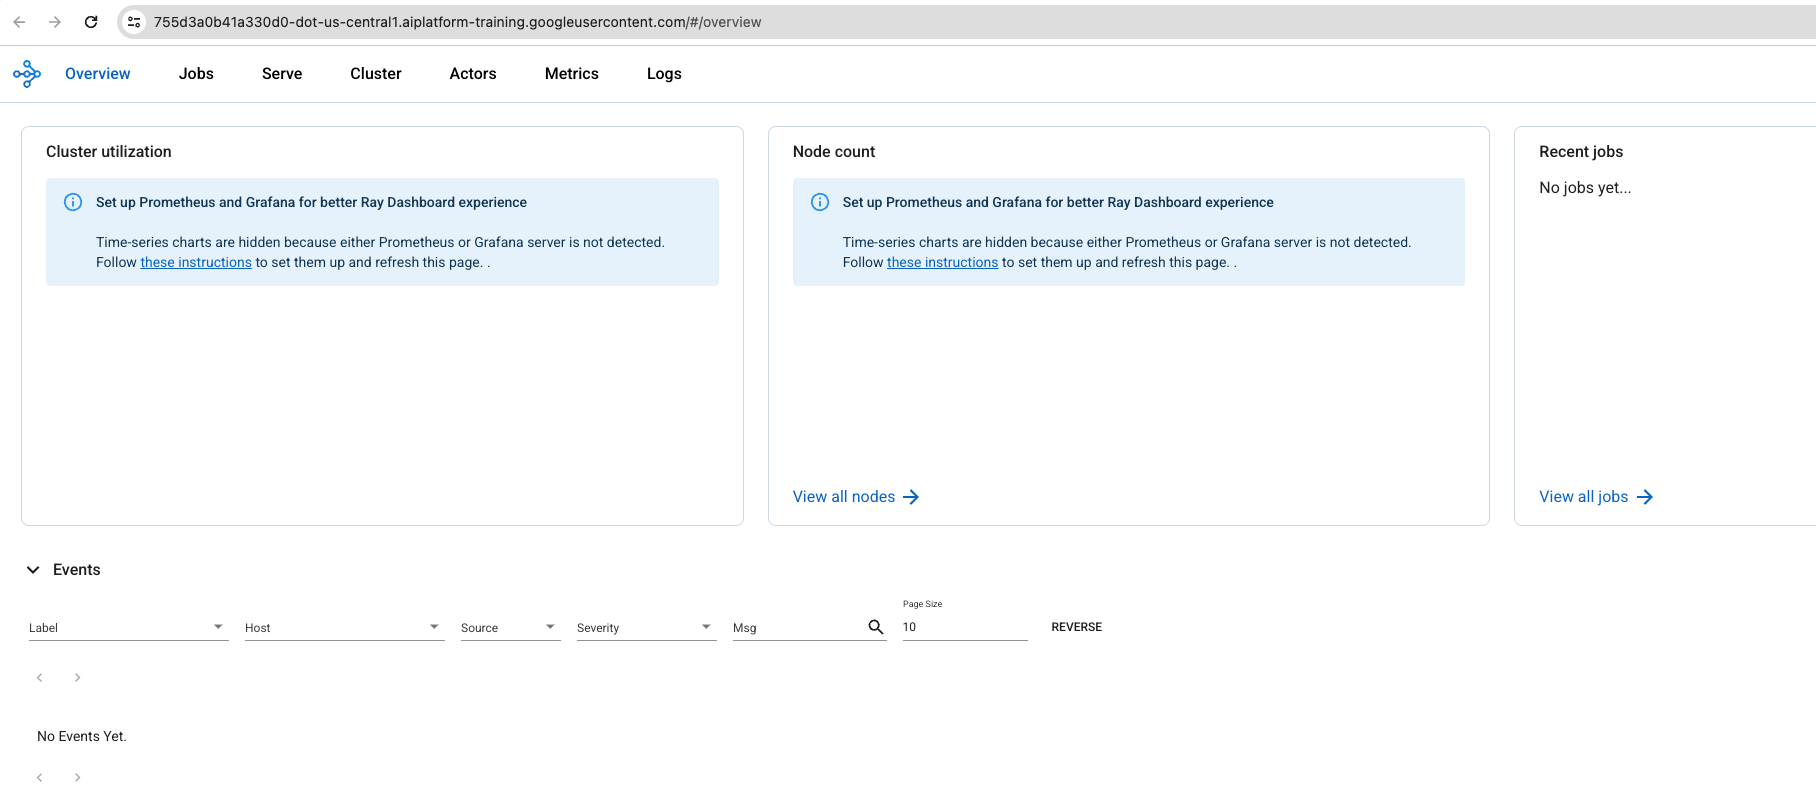 755d3a0b41a330d0-dot-us-central1.aiplatform-training.googleusercontent.com/#/overview
Overview Jobs Serve Cluster Actors Metrics Logs
Cluster utilization
Set up Prometheus and Grafana for better Ray Dashboard experience
Time-series charts are hidden because either Prometheus or Grafana server is not detected.
Follow these instructions to set them up and refresh this page. .
Node count
Set up Prometheus and Grafana for better Ray Dashboard experience
Time-series charts are hidden because either Prometheus or Grafana server is not detected.
Follow these instructions to set them up and refresh this page. .
View all nodes
Recent jobs
No jobs yet...
View all jobs
Events
Page Size
Label Host Source Severity Msg 10 REVERSE
No Events Yet.